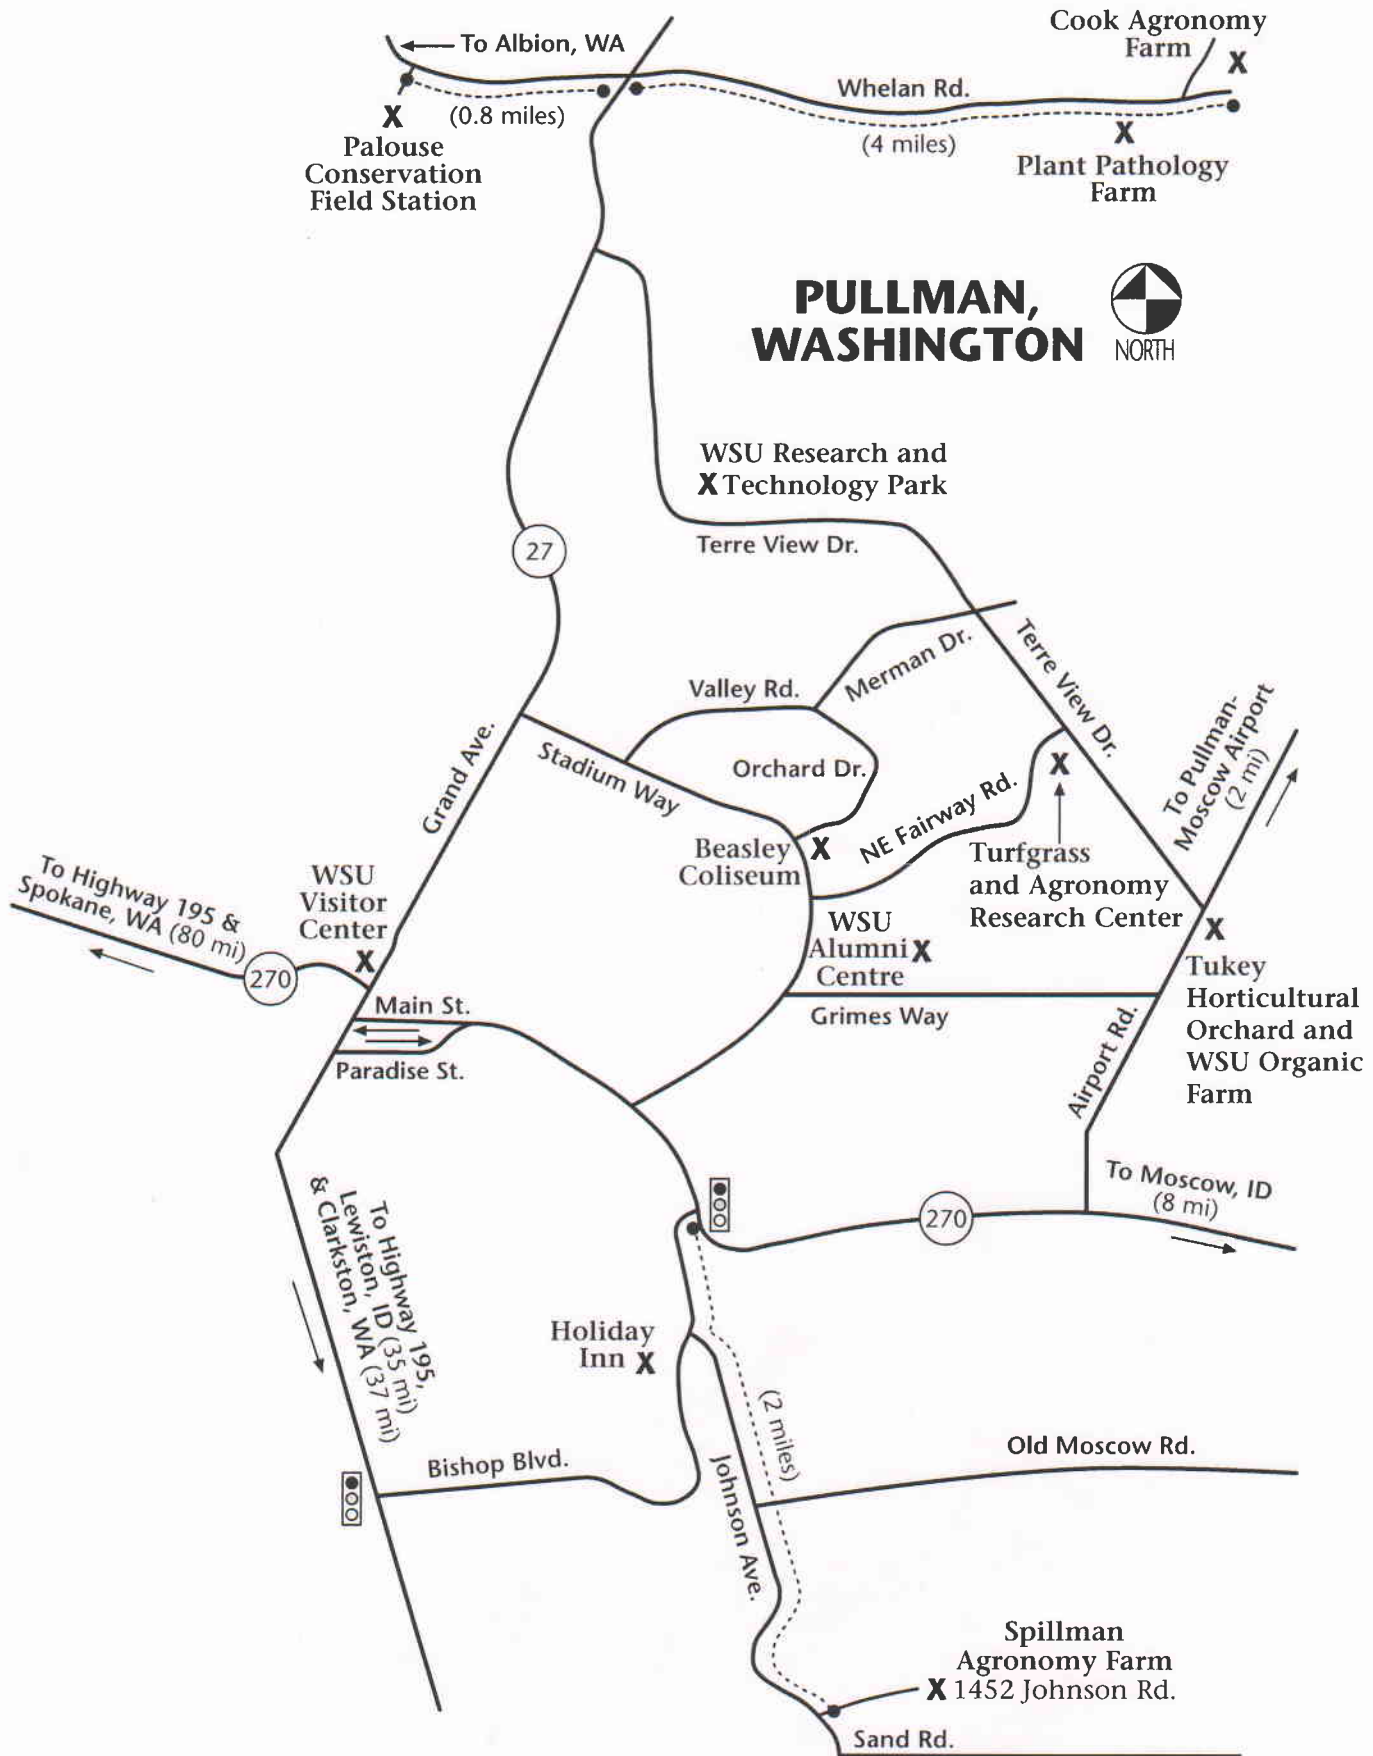 To Albion, WA
Cook Agronomy
Farm X
Whelan Rd.
X
(0.8 miles)
Palouse
Conservation
Field Station
(4 miles)
X
Plant Pathology
Farm
PULLMAN,
WASHINGTON
NORTH
WSU Research and
X Technology Park
Terre View Dr.
27
Merman Dr.
Terre View Dr.
Valley Rd.
Orchard Dr.
Stadium Way
Grand Ave.
NE Fairway Rd.
X
To Pullman-
Moscow Airport
(2 mi)
Beasley X
Coliseum
Turfgrass
and Agronomy
Research Center
To Highway 195 &
Spokane, WA (80 mi)
WSU
Visitor
Center
X
270
WSU
Alumni X
Centre
X
Tukey
Horticultural
Orchard and
WSU Organic
Farm
Main St.
Grimes Way
Airport Rd.
Paradise St.
To Moscow, ID
(8 mi)
270
To Highway 195,
Lewiston, ID (35 mi)
& Clarkston, WA (37 mi)
Holiday
Inn X
(2 miles)
Bishop Blvd.
Johnson Ave.
Old Moscow Rd.
Spillman
Agronomy Farm
X 1452 Johnson Rd.
Sand Rd.